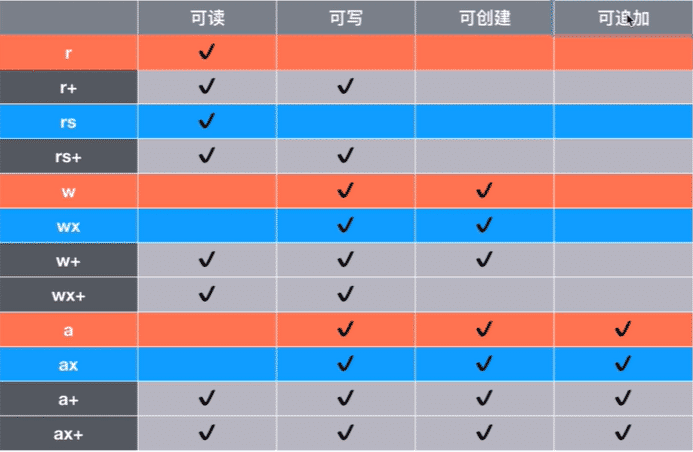 可读 可写 可创建 可追加
r ✓
r+ ✓ ✓
rs ✓
rs+ ✓ ✓
w ✓ ✓
wx ✓ ✓
w+ ✓ ✓ ✓
wx+ ✓ ✓
a ✓ ✓ ✓
ax ✓ ✓ ✓
a+ ✓ ✓ ✓ ✓
ax+ ✓ ✓ ✓ ✓